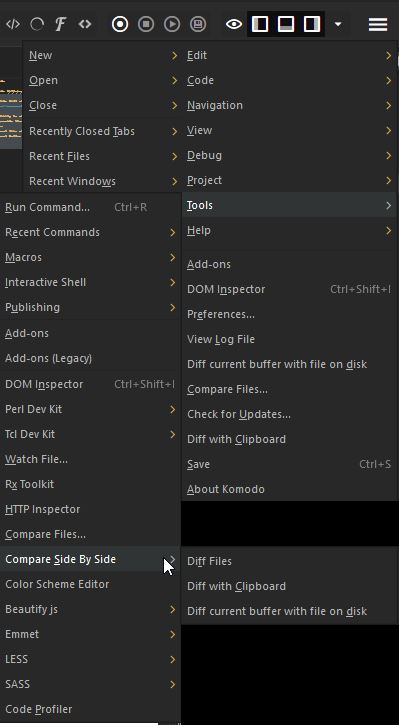 New
Open
Close
Recently Closed Tabs
Recent Files
Recent Windows
Edit
Code
Navigation
View
Debug
Project
Tools
Help
Add-ons
DOM Inspector Ctrl+Shift+I
Preferences...
View Log File
Diff current buffer with file on disk
Compare Files...
Check for Updates...
Diff with Clipboard
Save Ctrl+S
About Komodo
Run Command... Ctrl+R
Recent Commands
Macros
Interactive Shell
Publishing
Add-ons
Add-ons (Legacy)
DOM Inspector Ctrl+Shift+I
Perl Dev Kit
Tcl Dev Kit
Watch File...
Rx Toolkit
HTTP Inspector
Compare Files...
Compare Side By Side
Color Scheme Editor
Beautify js
Emmet
LESS
SASS
Code Profiler
Diff Files
Diff with Clipboard
Diff current buffer with file on disk